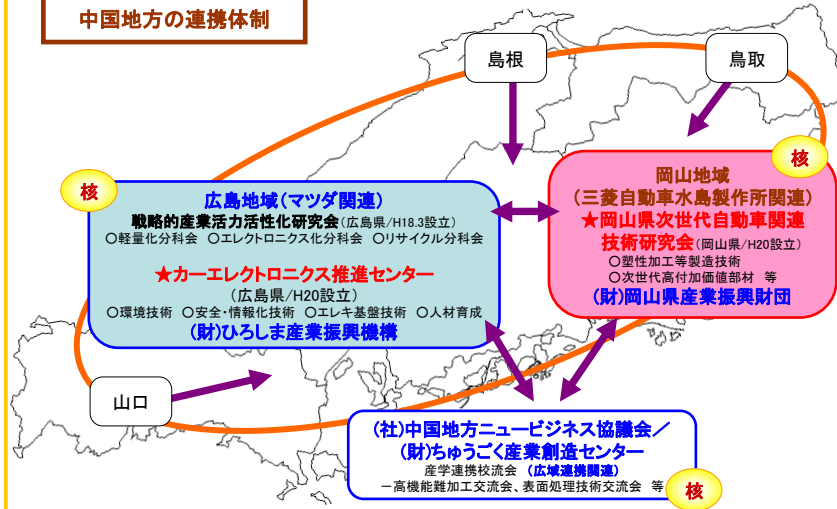 中国地方の連携体制
島根
鳥取
核
広島地域(マツダ関連)
戦略的産業活力活性化研究会(広島県/H18.3設立)
○軽量化分科会 ○エレクトロニクス化分科会 ○リサイクル分科会
★カーエレクトロニクス推進センター
(広島県/H20設立)
○環境技術 ○安全・情報化技術 ○エレキ基盤技術 ○人材育成
(財)ひろしま産業振興機構
核
岡山地域
(三菱自動車水島製作所関連)
★岡山県次世代自動車関連
技術研究会(岡山県/H20設立)
○塑性加工等製造技術
○次世代高付加価値部材 等
(財)岡山県産業振興財団
山口
(社)中国地方ニュービジネス協議会/
(財)ちゅうごく産業創造センター
産学連携校流会 (広域連携関連)
-高機能難加工交流会、表面処理技術交流会 等
核